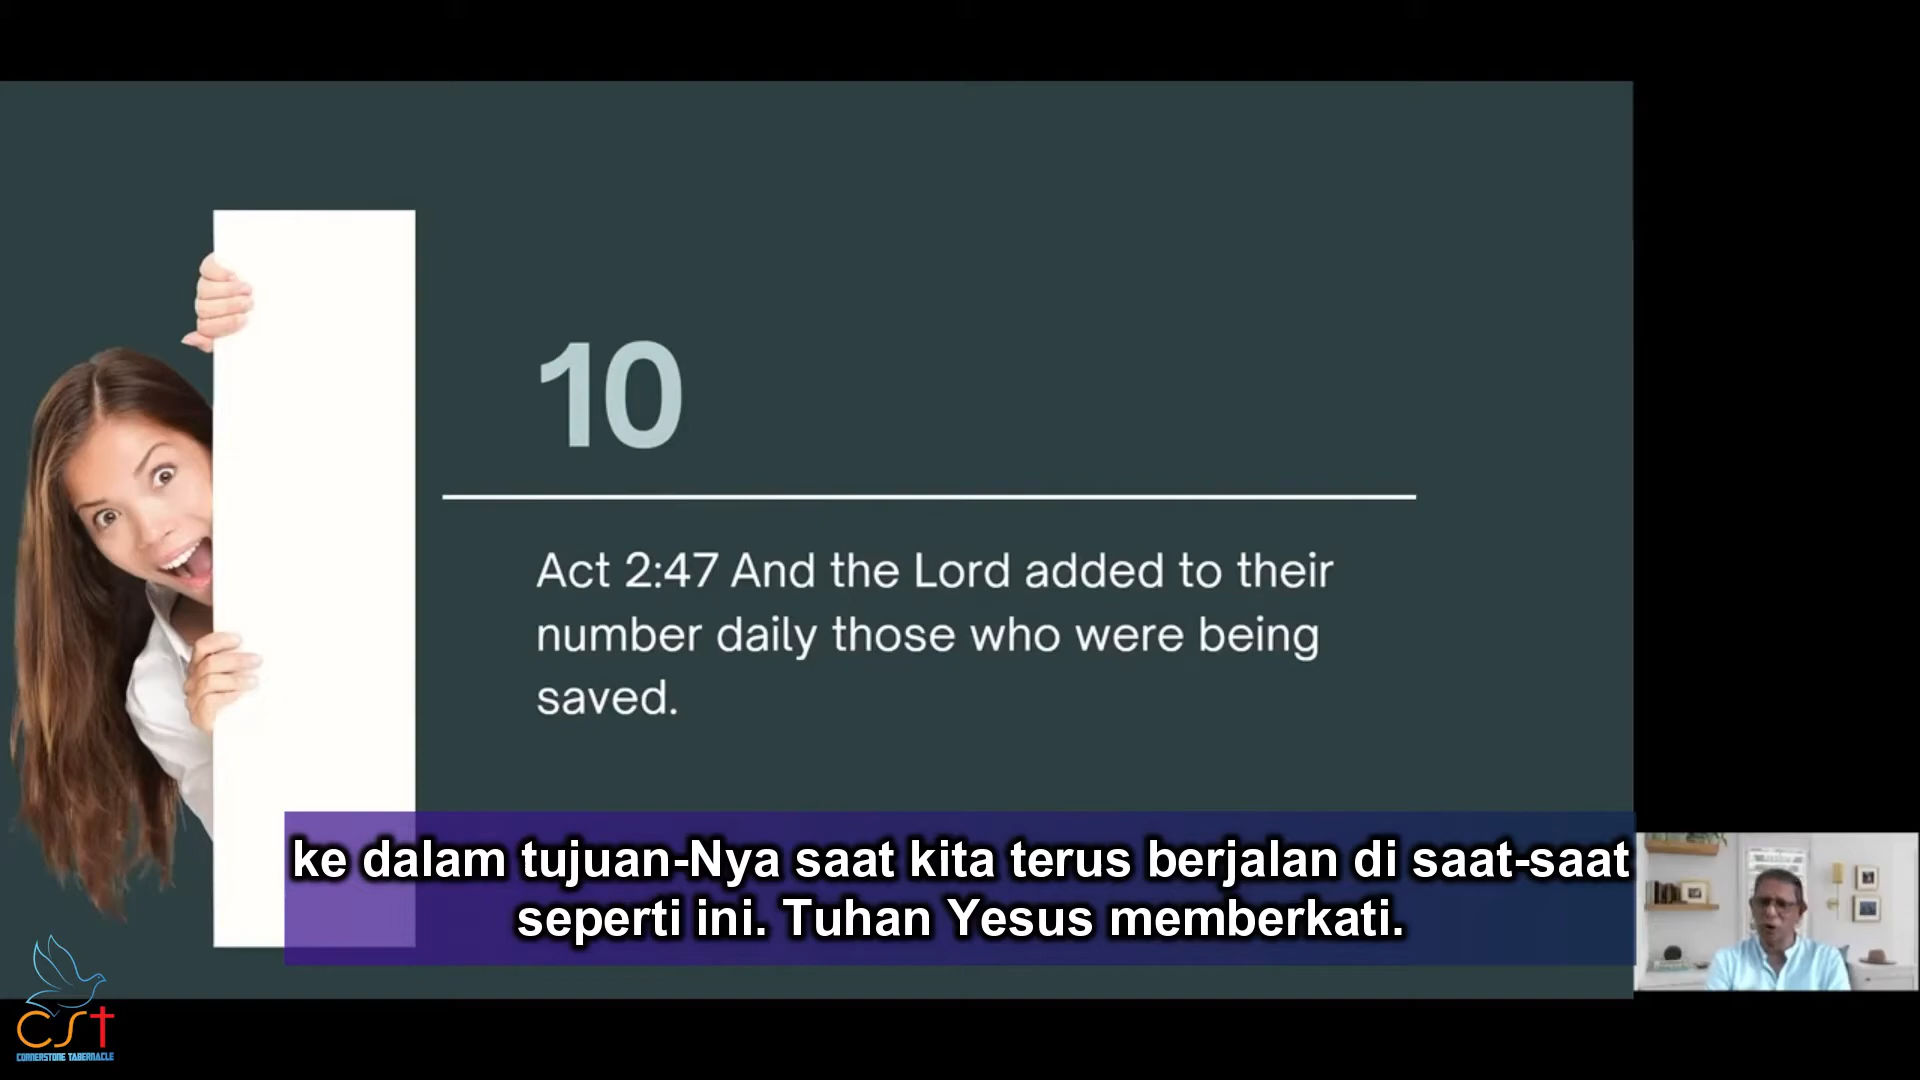 10
Act 2:47 And the Lord added to their
number daily those who were being
saved.
ke dalam tujuan-Nya saat kita terus berjalan di saat-saat
seperti ini. Tuhan Yesus memberkati.
CST
CORNERSTONE TABERNACLE